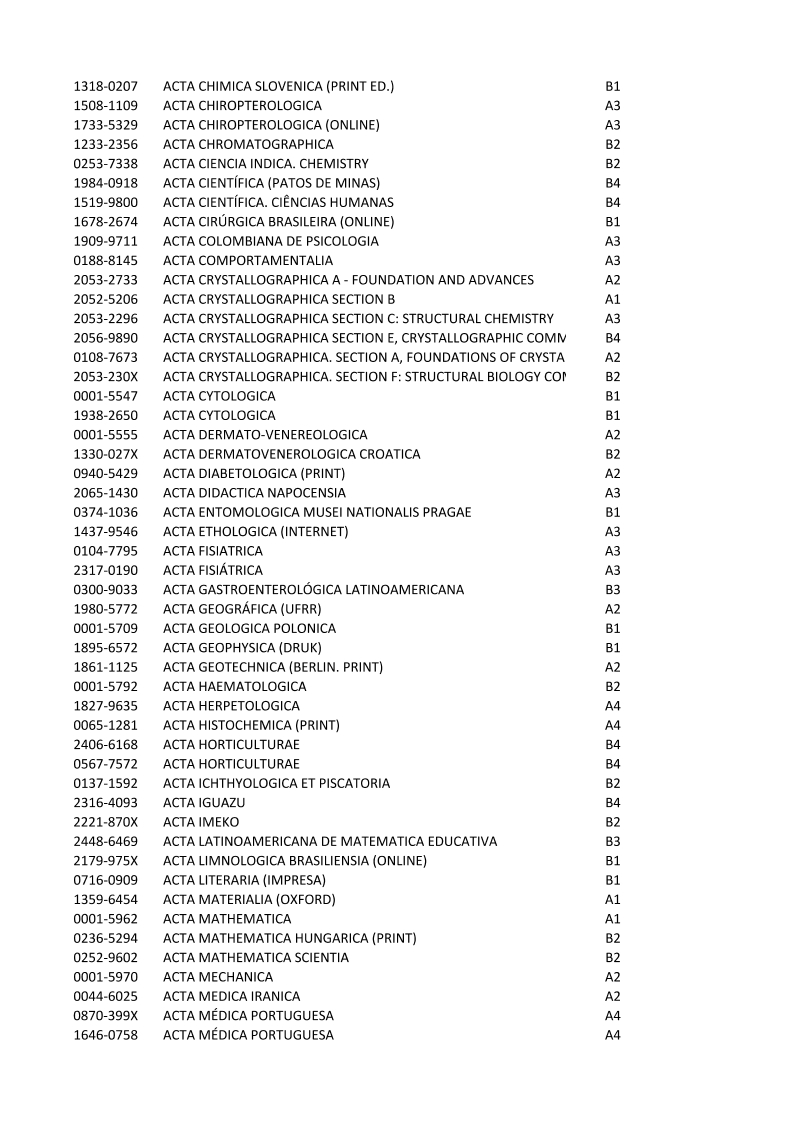 1318-0207 ACTA CHIMICA SLOVENICA (PRINT ED.) B1
1508-1109 ACTA CHIROPTEROLOGICA A3
1733-5329 ACTA CHIROPTEROLOGICA (ONLINE) A3
1233-2356 ACTA CHROMATOGRAPHICA B2
0253-7338 ACTA CIENCIA INDICA. CHEMISTRY B2
1984-0918 ACTA CIENTÍFICA (PATOS DE MINAS) B4
1519-9800 ACTA CIENTÍFICA. CIÊNCIAS HUMANAS B4
1678-2674 ACTA CIRÚRGICA BRASILEIRA (ONLINE) B1
1909-9711 ACTA COLOMBIANA DE PSICOLOGIA A3
0188-8145 ACTA COMPORTAMENTALIA A3
2053-2733 ACTA CRYSTALLOGRAPHICA A - FOUNDATION AND ADVANCES A2
2052-5206 ACTA CRYSTALLOGRAPHICA SECTION B A1
2053-2296 ACTA CRYSTALLOGRAPHICA SECTION C: STRUCTURAL CHEMISTRY A3
2056-9890 ACTA CRYSTALLOGRAPHICA SECTION E, CRYSTALLOGRAPHIC COMM B4
0108-7673 ACTA CRYSTALLOGRAPHICA. SECTION A, FOUNDATIONS OF CRYSTA A2
2053-230X ACTA CRYSTALLOGRAPHICA. SECTION F: STRUCTURAL BIOLOGY COM B2
0001-5547 ACTA CYTOLOGICA B1
1938-2650 ACTA CYTOLOGICA B1
0001-5555 ACTA DERMATO-VENEREOLOGICA A2
1330-027X ACTA DERMATOVENEROLOGICA CROATICA B2
0940-5429 ACTA DIABETOLOGICA (PRINT) A2
2065-1430 ACTA DIDACTICA NAPOCENSIA A3
0374-1036 ACTA ENTOMOLOGICA MUSEI NATIONALIS PRAGAE B1
1437-9546 ACTA ETHOLOGICA (INTERNET) A3
0104-7795 ACTA FISIATRICA A3
2317-0190 ACTA FISIÁTRICA A3
0300-9033 ACTA GASTROENTEROLÓGICA LATINOAMERICANA B3
1980-5772 ACTA GEOGRÁFICA (UFRR) A2
0001-5709 ACTA GEOLOGICA POLONICA B1
1895-6572 ACTA GEOPHYSICA (DRUK) B1
1861-1125 ACTA GEOTECHNICA (BERLIN. PRINT) A2
0001-5792 ACTA HAEMATOLOGICA B2
1827-9635 ACTA HERPETOLOGICA A4
0065-1281 ACTA HISTOCHEMICA (PRINT) A4
2406-6168 ACTA HORTICULTURAE B4
0567-7572 ACTA HORTICULTURAE B4
0137-1592 ACTA ICHTHYOLOGICA ET PISCATORIA B2
2316-4093 ACTA IGUAZU B4
2221-870X ACTA IMEKO B2
2448-6469 ACTA LATINOAMERICANA DE MATEMATICA EDUCATIVA B3
2179-975X ACTA LIMNOLOGICA BRASILIENSIA (ONLINE) B1
0716-0909 ACTA LITERARIA (IMPRESA) B1
1359-6454 ACTA MATERIALIA (OXFORD) A1
0001-5962 ACTA MATHEMATICA A1
0236-5294 ACTA MATHEMATICA HUNGARICA (PRINT) B2
0252-9602 ACTA MATHEMATICA SCIENTIA B2
0001-5970 ACTA MECHANICA A2
0044-6025 ACTA MEDICA IRANICA A2
0870-399X ACTA MÉDICA PORTUGUESA A4
1646-0758 ACTA MÉDICA PORTUGUESA A4